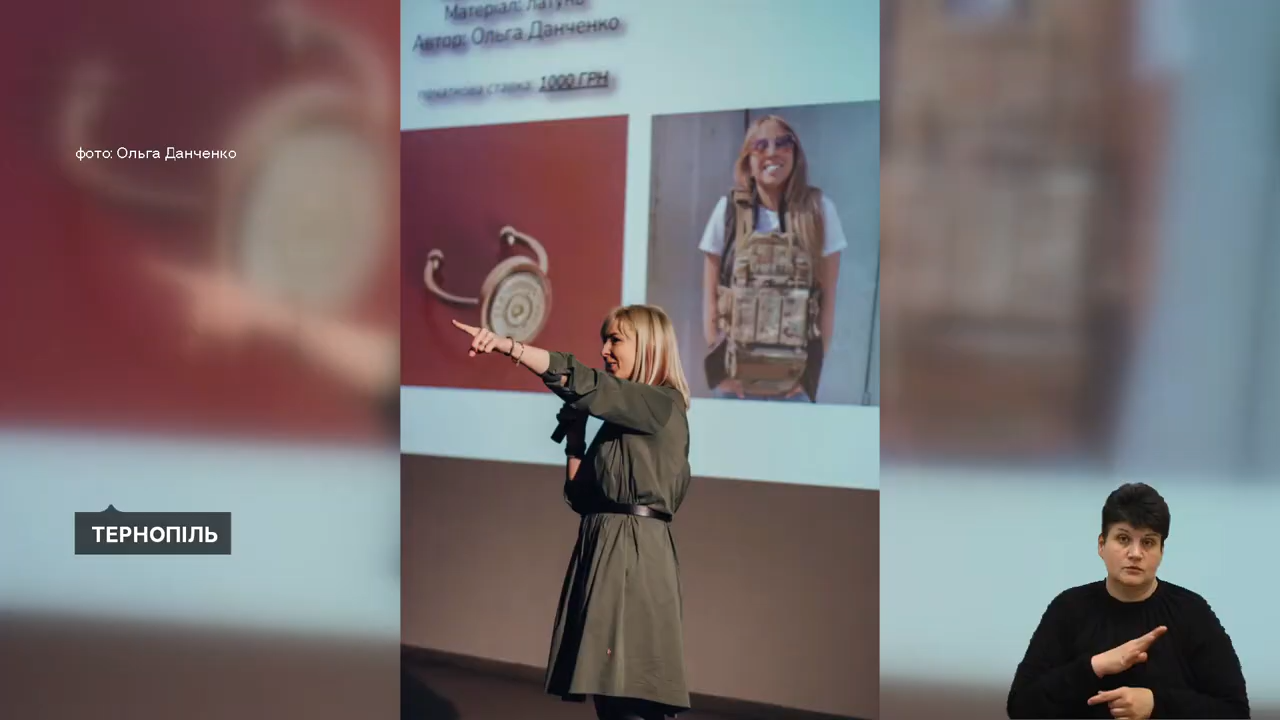 Матеріал: Латунь
Автор: Ольга Данченко
початкова ставка: 1000 ГРН
фото: Ольга Данченко
ТЕРНОПІЛЬ